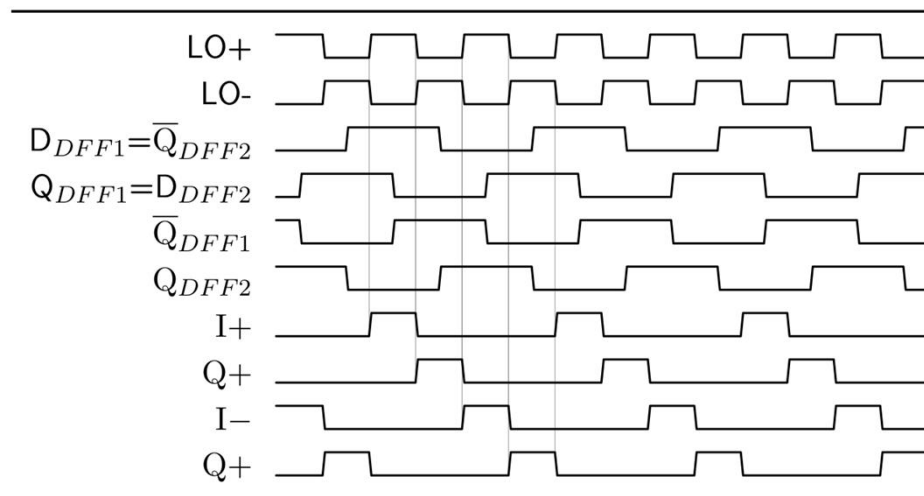 LO+
LO-
D_{DFF1}=\overline{Q}_{DFF2}
Q_{DFF1}=D_{DFF2}
\overline{Q}_{DFF1}
Q_{DFF2}
I+
Q+
I−
Q+